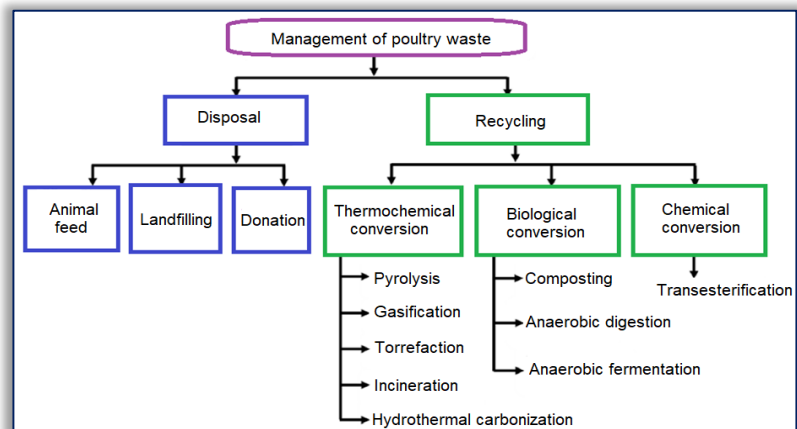 Management of poultry waste
Disposal
Recycling
Animal
feed
Landfilling
Donation
Thermochemical
conversion
Biological
conversion
Chemical
conversion
Pyrolysis
Gasification
Torrefaction
Incineration
Hydrothermal carbonization
Composting
Anaerobic digestion
Anaerobic fermentation
Transesterification